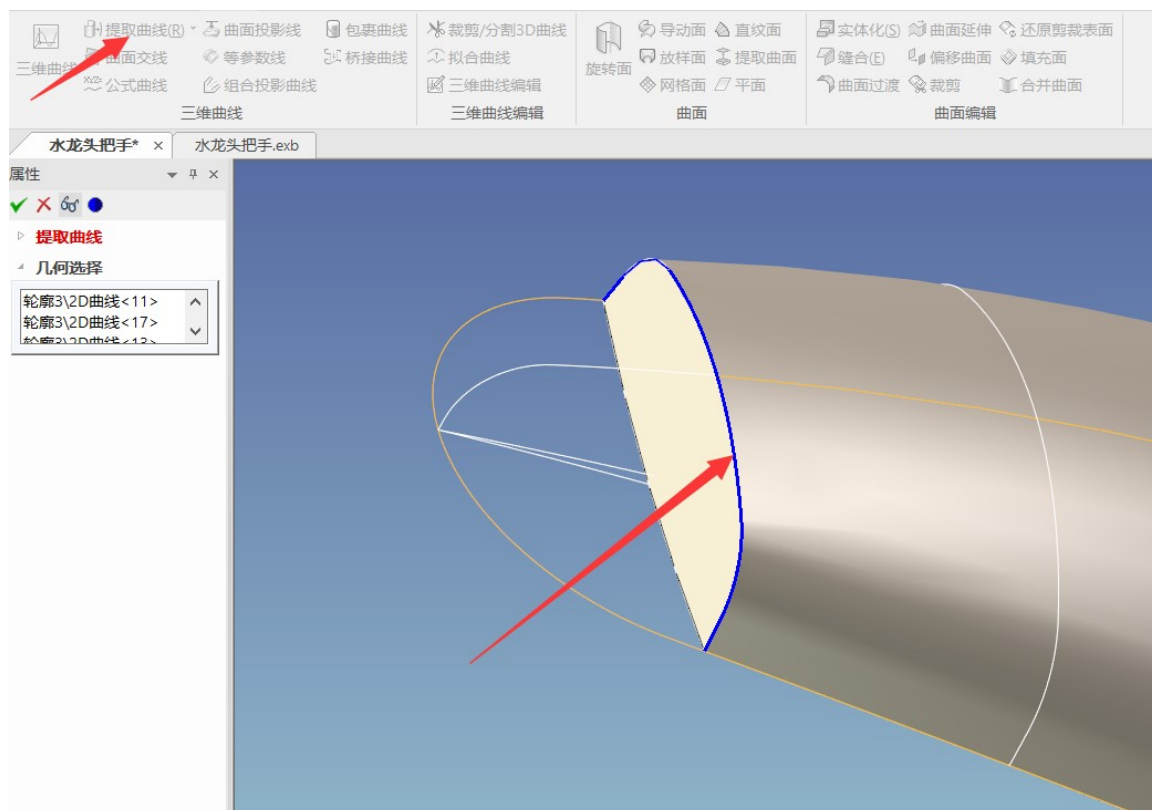 提取曲线(R) 曲面投影线 包裹曲线 裁剪/分割3D曲线 导动面 直纹面 实体化(S) 曲面延伸 还原剪裁表面
三维曲线 曲面交线 等参数线 桥接曲线 拟合曲线 旋转面 放样面 提取曲面 缝合(E) 偏移曲面 填充面
公式曲线 组合投影曲线 三维曲线编辑 网格面 平面 曲面过渡 裁剪 合并曲面
三维曲线 三维曲线编辑 曲面 曲面编辑
水龙头把手* × 水龙头把手.exb
属性
提取曲线
几何选择
轮廓3\2D曲线<11>
轮廓3\2D曲线<17>
轮廓3\2D曲线<13>